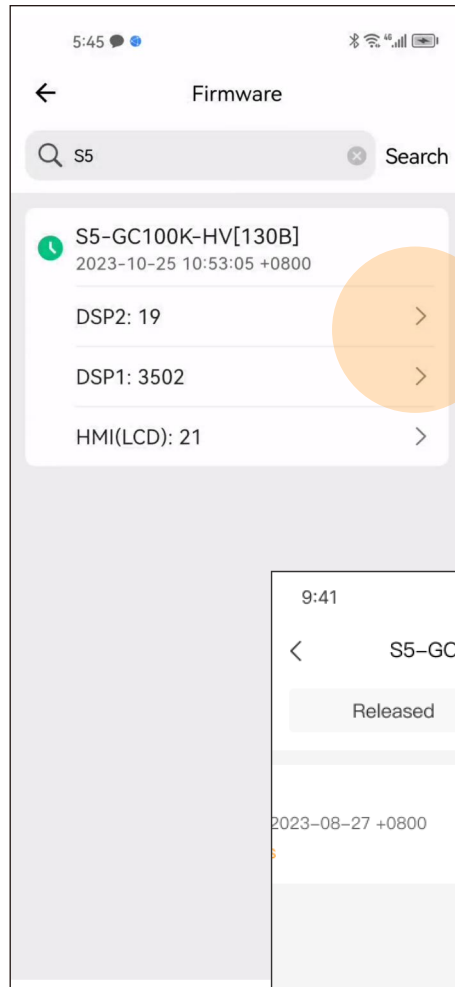 5:45
Firmware
S5
Search
S5-GC100K-HV[130B]
2023-10-25 10:53:05 +0800
DSP2: 19
DSP1: 3502
HMI(LCD): 21
9:41
S5-GC
Released
2023-08-27 +0800
s